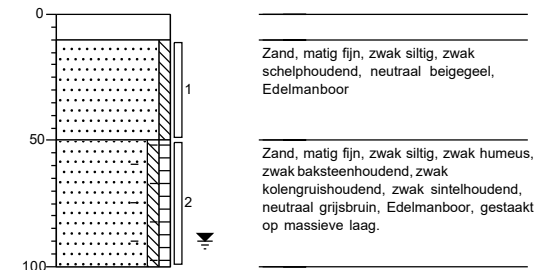 0
Zand, matig fijn, zwak siltig, zwak
schelphoudend, neutraal beigegeel,
Edelmanboor
1
50
Zand, matig fijn, zwak siltig, zwak humeus,
zwak baksteenhoudend, zwak
kolengruishoudend, zwak sintelhoudend,
neutraal grijsbruin, Edelmanboor, gestaakt
op massieve laag.
2
100